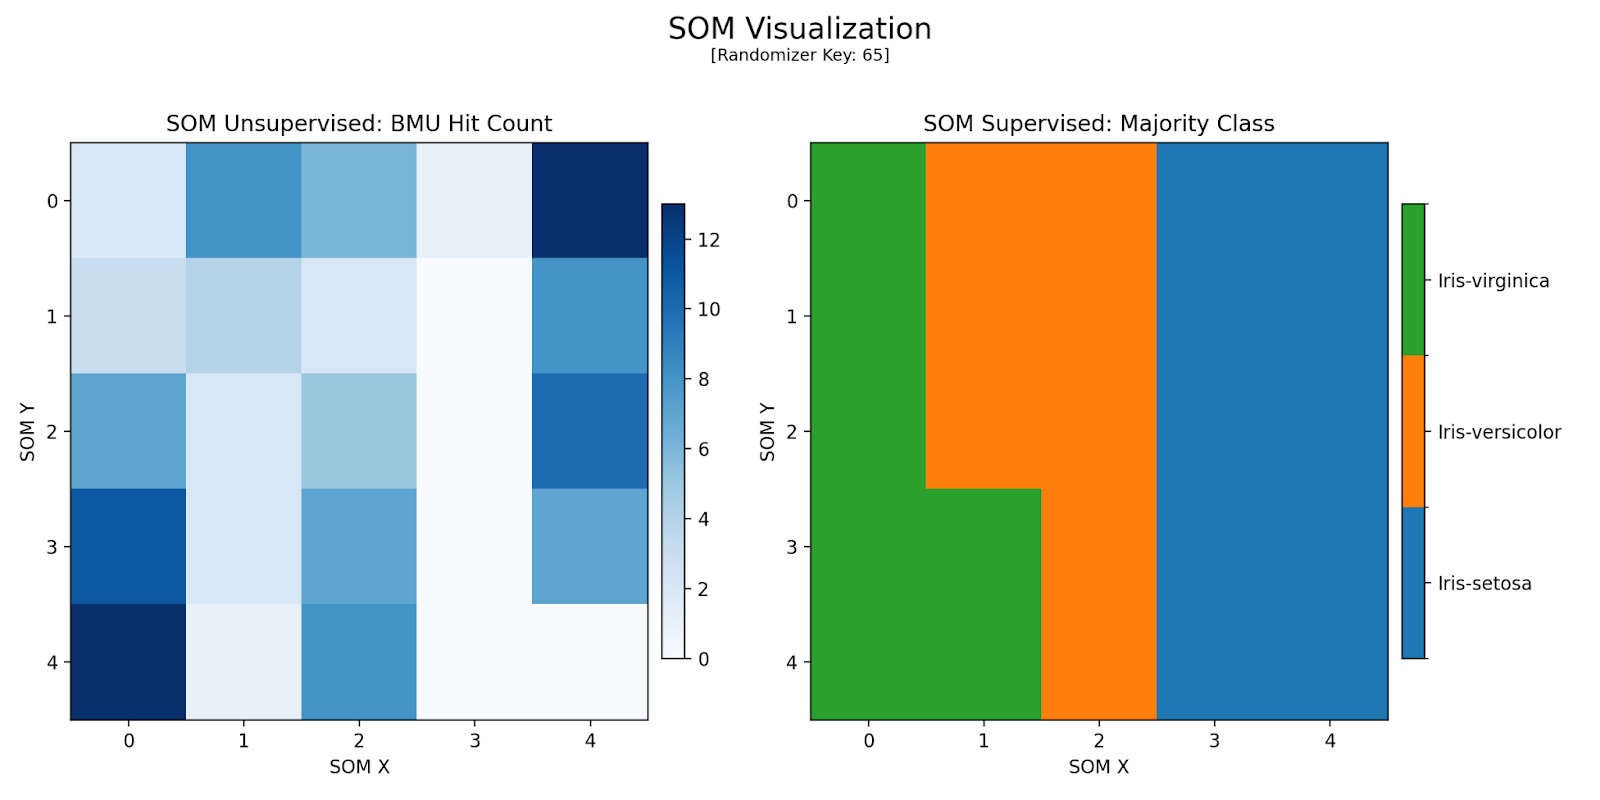 SOM Visualization
[Randomizer Key: 65]
SOM Unsupervised: BMU Hit Count
0
1
2
3
4
SOM Y
0
1
2
3
4
SOM X
12
10
8
6
4
2
0
SOM Supervised: Majority Class
0
1
2
3
4
SOM Y
0
1
2
3
4
SOM X
Iris-virginica
Iris-versicolor
Iris-setosa